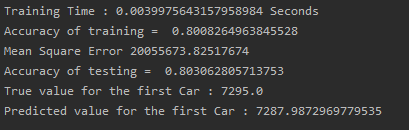 Training Time : 0.0039975643157958984 Seconds
Accuracy of training =  0.8008264963845528
Mean Square Error 20055673.82517674
Accuracy of testing =  0.803062805713753
True value for the first Car : 7295.0
Predicted value for the first Car : 7287.9872969779535